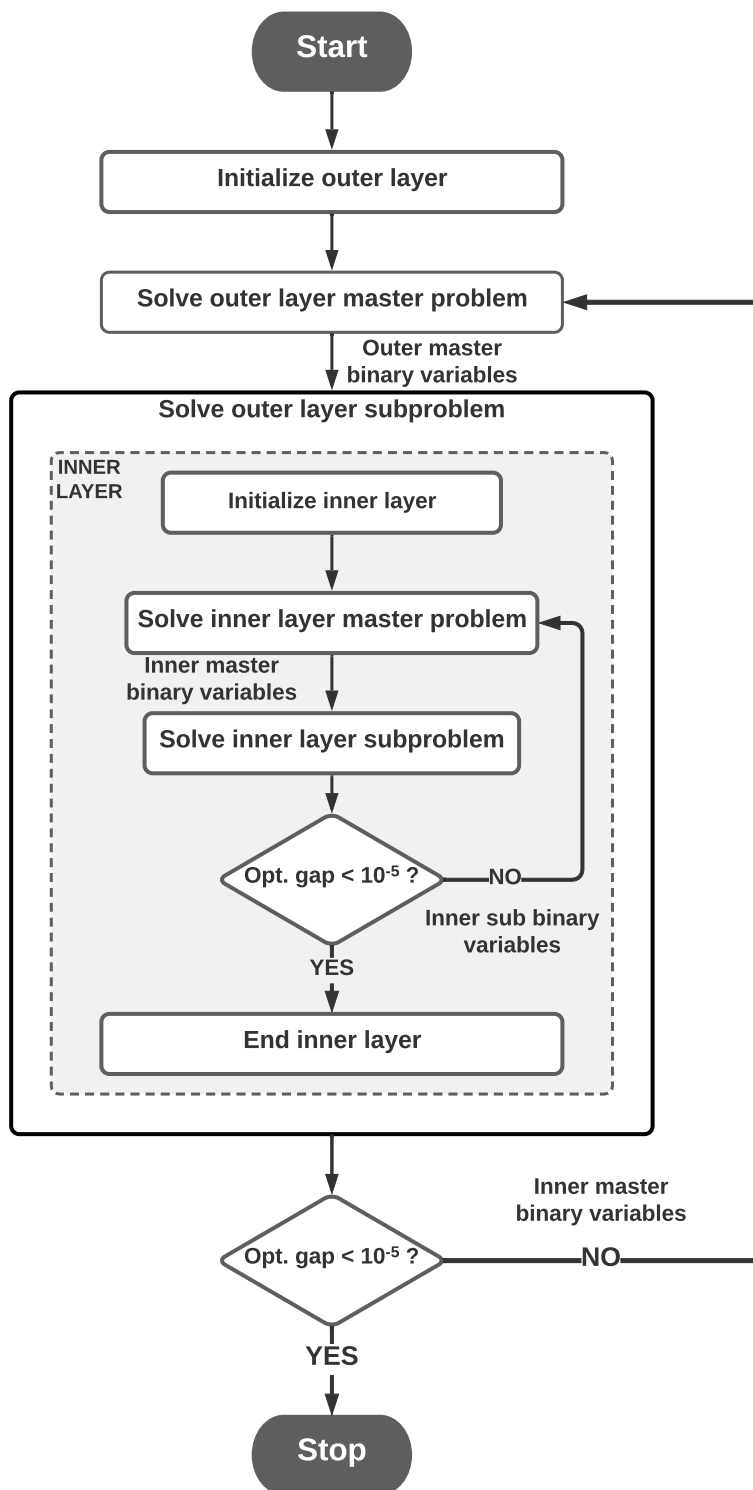 Start
Initialize outer layer
Solve outer layer master problem
Outer master
binary variables
Solve outer layer subproblem
INNER
LAYER
Initialize inner layer
Solve inner layer master problem
Inner master
binary variables
Solve inner layer subproblem
Opt. gap < 10⁻⁵ ?
NO
Inner sub binary
variables
YES
End inner layer
Inner master
binary variables
Opt. gap < 10⁻⁵ ?
NO
YES
Stop